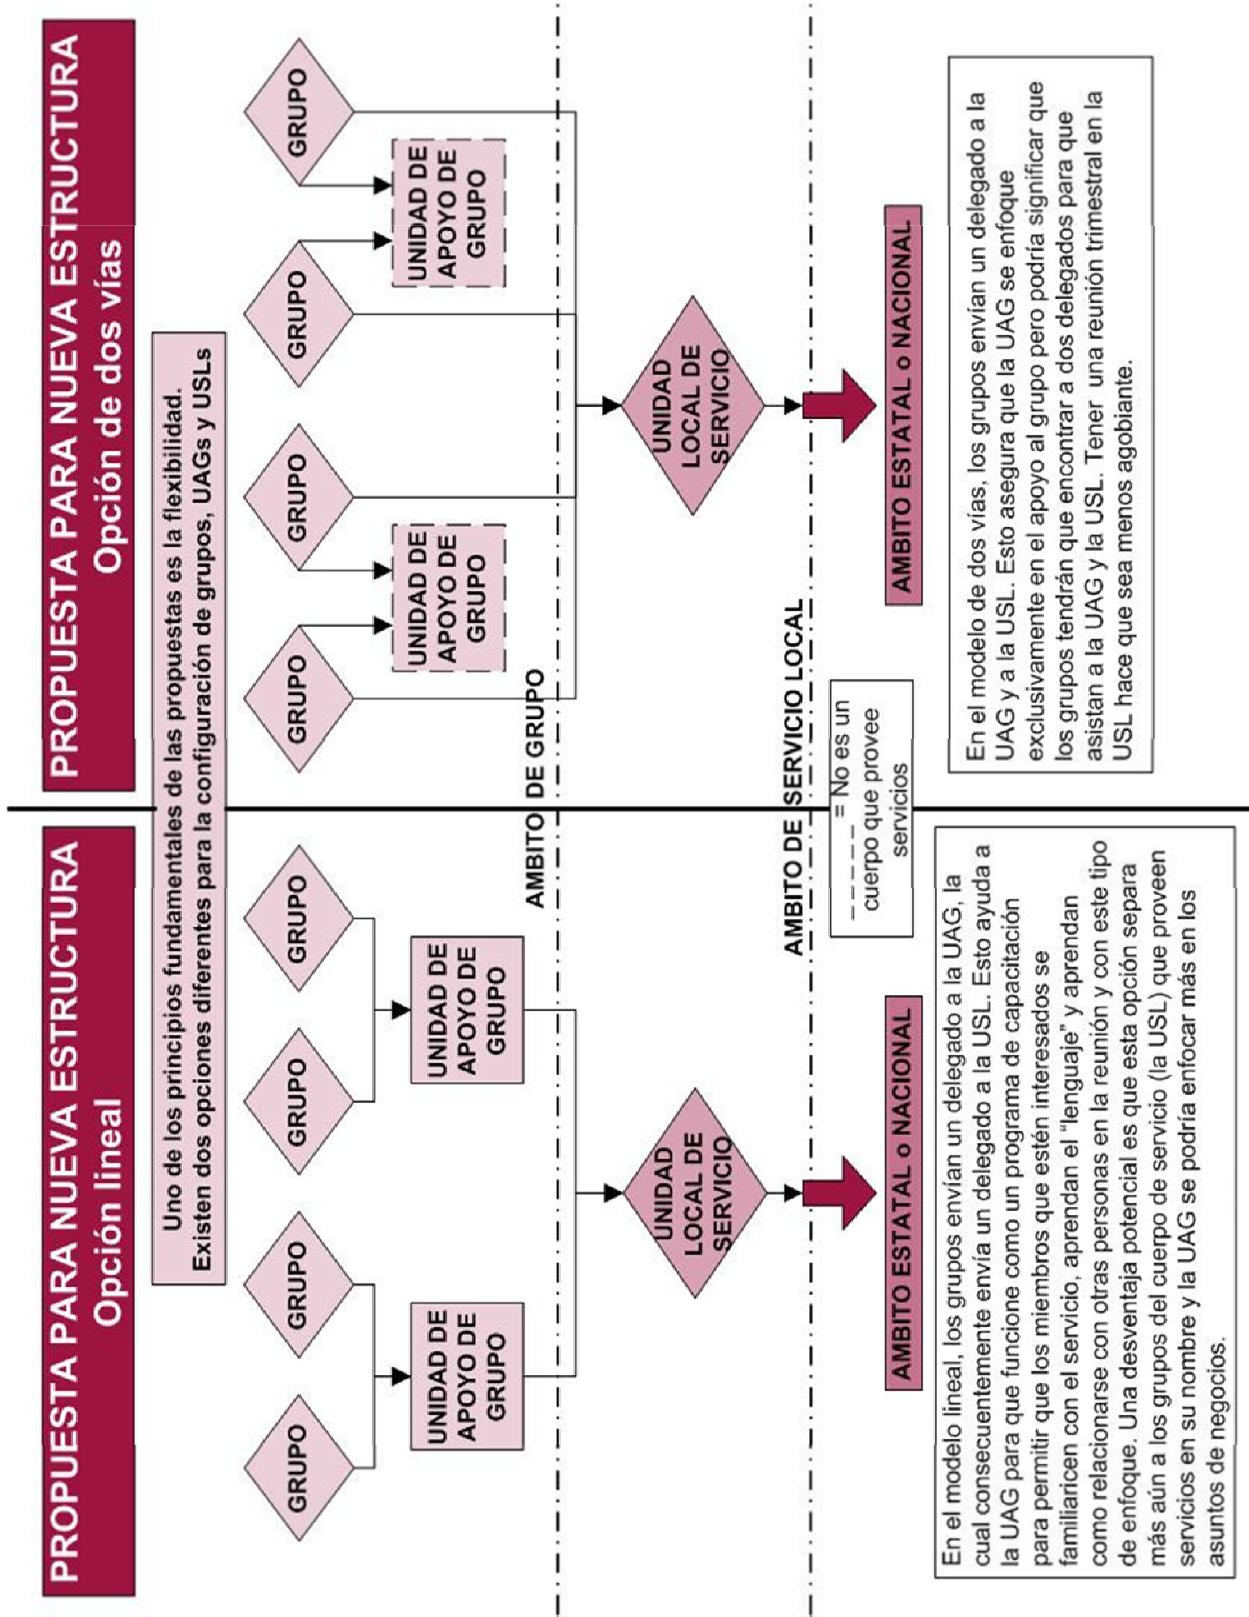 PROPUESTA PARA NUEVA ESTRUCTURA
Opción lineal
PROPUESTA PARA NUEVA ESTRUCTURA
Opción de dos vías
Uno de los principios fundamentales de las propuestas es la flexibilidad.
Existen dos opciones diferentes para la configuración de grupos, UAGs y USLs
GRUPO
GRUPO
GRUPO
GRUPO
GRUPO
GRUPO
GRUPO
GRUPO
UNIDAD DE
APOYO DE
GRUPO
UNIDAD DE
APOYO DE
GRUPO
UNIDAD DE
APOYO DE
GRUPO
UNIDAD DE
APOYO DE
GRUPO
AMBITO DE GRUPO
UNIDAD
LOCAL DE
SERVICIO
UNIDAD
LOCAL DE
SERVICIO
AMBITO DE SERVICIO LOCAL
_ _ _ _ _ = No es un
cuerpo que provee
servicios
AMBITO ESTATAL o NACIONAL
AMBITO ESTATAL o NACIONAL
En el modelo lineal, los grupos envían un delegado a la UAG, la
cual consecuentemente envía un delegado a la USL. Esto ayuda a
la UAG para que funcione como un programa de capacitación
para permitir que los miembros que estén interesados se
familiaricen con el servicio, aprendan el "lenguaje" y aprendan
como relacionarse con otras personas en la reunión y con este tipo
de enfoque. Una desventaja potencial es que esta opción separa
más aún a los grupos del cuerpo de servicio (la USL) que proveen
servicios en su nombre y la UAG se podría enfocar más en los
asuntos de negocios.
En el modelo de dos vías, los grupos envían un delegado a la
UAG y a la USL. Esto asegura que la UAG se enfoque
exclusivamente en el apoyo al grupo pero podría significar que
los grupos tendrán que encontrar a dos delegados para que
asistan a la UAG y la USL. Tener una reunión trimestral en la
USL hace que sea menos agobiante.